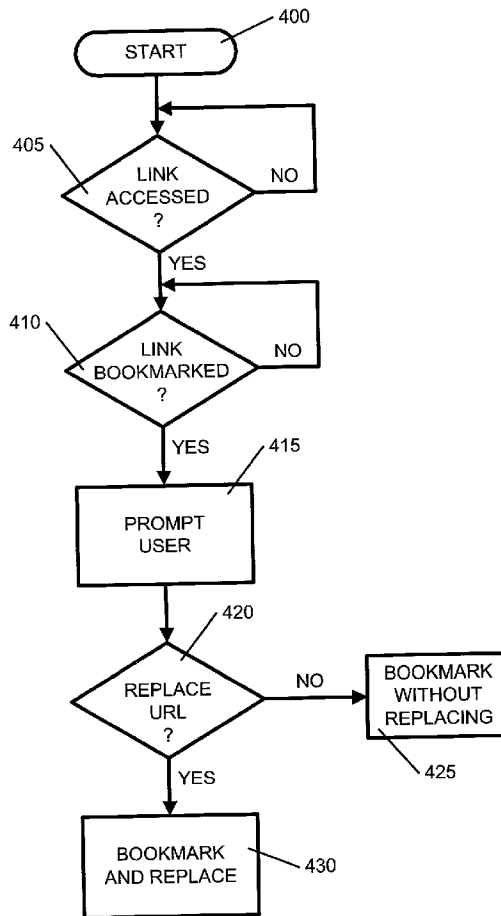 400
START
405
LINK
ACCESSED
?
NO
YES
410
LINK
BOOKMARKED
?
NO
YES
415
PROMPT
USER
420
REPLACE
URL
?
NO
BOOKMARK
WITHOUT
REPLACING
425
YES
BOOKMARK
AND REPLACE
430